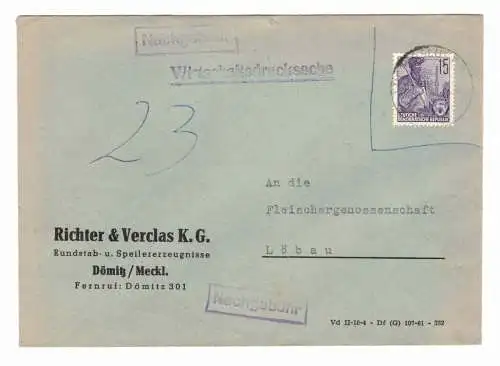 Nachgebühr
Wirtschaftsdrucksache
15
DEUTSCHE
DEMOKRATISCHE REPUBLIK
23
An die
Fleischergenossenschaft
Löbau
Richter & Verclas K.G.
Rundstab- u. Speilererzeugnisse
Dömitz/Meckl.
Fernruf: Dömitz 301
Nachgebühr
Vd II-16-4 - Df (G) 107-61 - 352